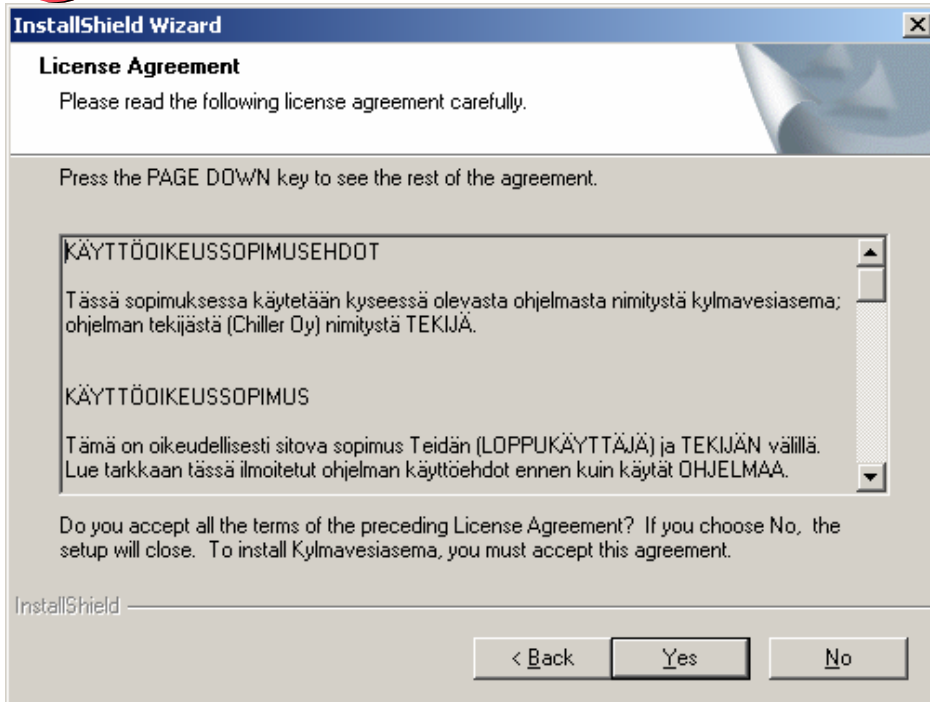 InstallShield Wizard
License Agreement
Please read the following license agreement carefully.
Press the PAGE DOWN key to see the rest of the agreement.
KÄYTTÖOIKEUSSOPIMUSEHDOT
Tässä sopimuksessa käytetään kyseessä olevasta ohjelmasta nimitystä kylmavesiasema;
ohjelman tekijästä (Chiller Oy) nimitystä TEKIJÄ.
KÄYTTÖOIKEUSSOPIMUS
Tämä on oikeudellisesti sitova sopimus Teidän (LOPPUKÄYTTÄJÄ) ja TEKIJÄN välillä.
Lue tarkkaan tässä ilmoitetut ohjelman käyttöehdot ennen kuin käytät OHJELMAA.
Do you accept all the terms of the preceding License Agreement? If you choose No, the
setup will close. To install Kylmavesiasema, you must accept this agreement.
InstallShield
< Back Yes No